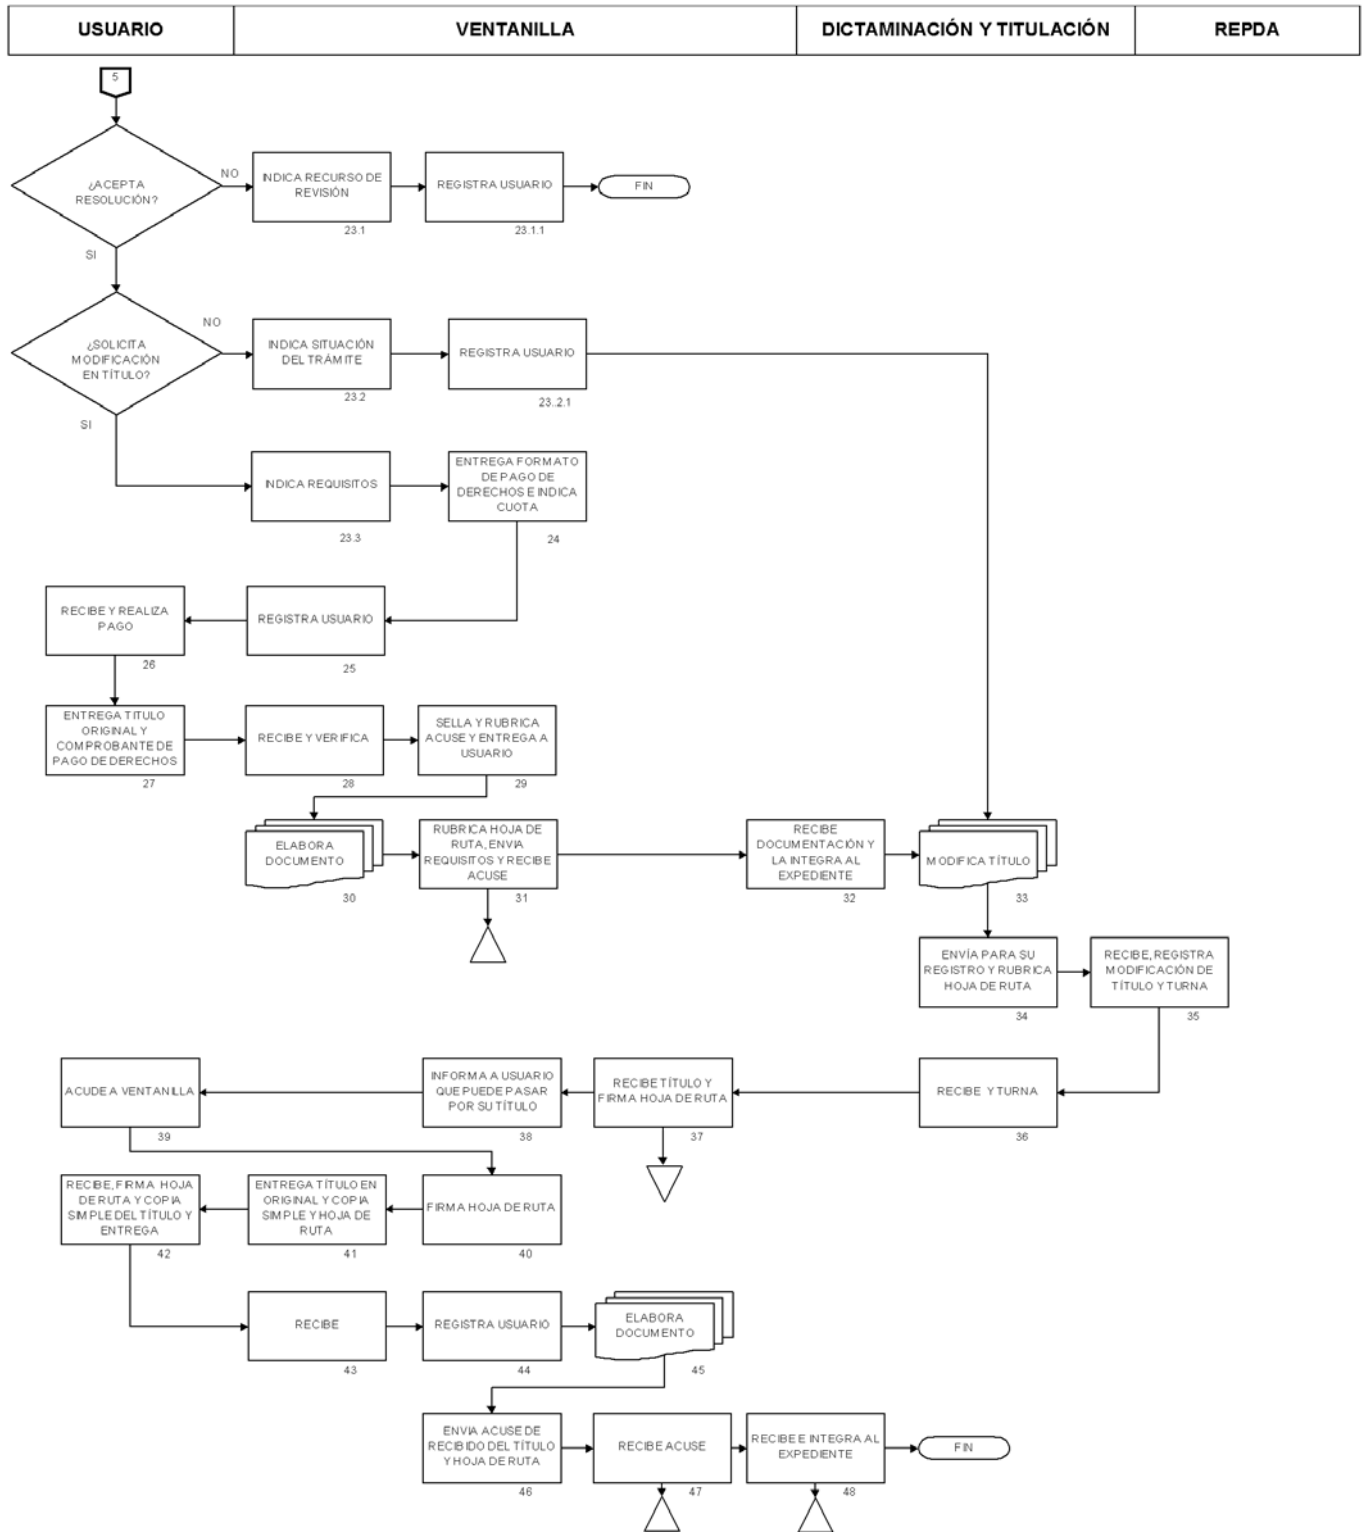 USUARIO
VENTANILLA
DICTAMINACIÓN Y TITULACIÓN
REPDA
5
¿ACEPTA
RESOLUCIÓN?
NO
INDICA RECURSO DE
REVISIÓN
23.1
REGISTRA USUARIO
23.1.1
FIN
SI
¿SOLICITA
MODIFICACIÓN
EN TÍTULO?
NO
INDICA SITUACIÓN
DEL TRÁMITE
23.2
REGISTRA USUARIO
23..2.1
SI
INDICA REQUISITOS
23.3
ENTREGA FORMATO
DE PAGO DE
DERECHOS E INDICA
CUOTA
24
RECIBE Y REALIZA
PAGO
26
REGISTRA USUARIO
25
ENTREGA TITULO
ORIGINAL Y
COMPROBANTE DE
PAGO DE DERECHOS
27
RECIBE Y VERIFICA
28
SELLA Y RUBRICA
ACUSE Y ENTREGA A
USUARIO
29
ELABORA
DOCUMENTO
30
RUBRICA HOJA DE
RUTA, ENVIA
REQUISITOS Y RECIBE
ACUSE
31
RECIBE
DOCUMENTACIÓN Y
LA INTEGRA AL
EXPEDIENTE
32
MODIFICA TÍTULO
33
ENVÍA PARA SU
REGISTRO Y RUBRICA
HOJA DE RUTA
34
RECIBE, REGISTRA
MODIFICACIÓN DE
TÍTULO Y TURNA
35
ACUDE A VENTANILLA
39
INFORMA A USUARIO
QUE PUEDE PASAR
POR SU TÍTULO
38
RECIBE TÍTULO Y
FIRMA HOJA DE RUTA
37
RECIBE Y TURNA
36
RECIBE, FIRMA HOJA
DE RUTA Y COPIA
SIMPLE DEL TÍTULO Y
ENTREGA
42
ENTREGA TÍTULO EN
ORIGINAL Y COPIA
SIMPLE Y HOJA DE
RUTA
41
FIRMA HOJA DE RUTA
40
RECIBE
43
REGISTRA USUARIO
44
ELABORA
DOCUMENTO
45
ENVIA ACUSE DE
RECIBIDO DEL TÍTULO
Y HOJA DE RUTA
46
RECIBE ACUSE
47
RECIBE E INTEGRA AL
EXPEDIENTE
48
FIN